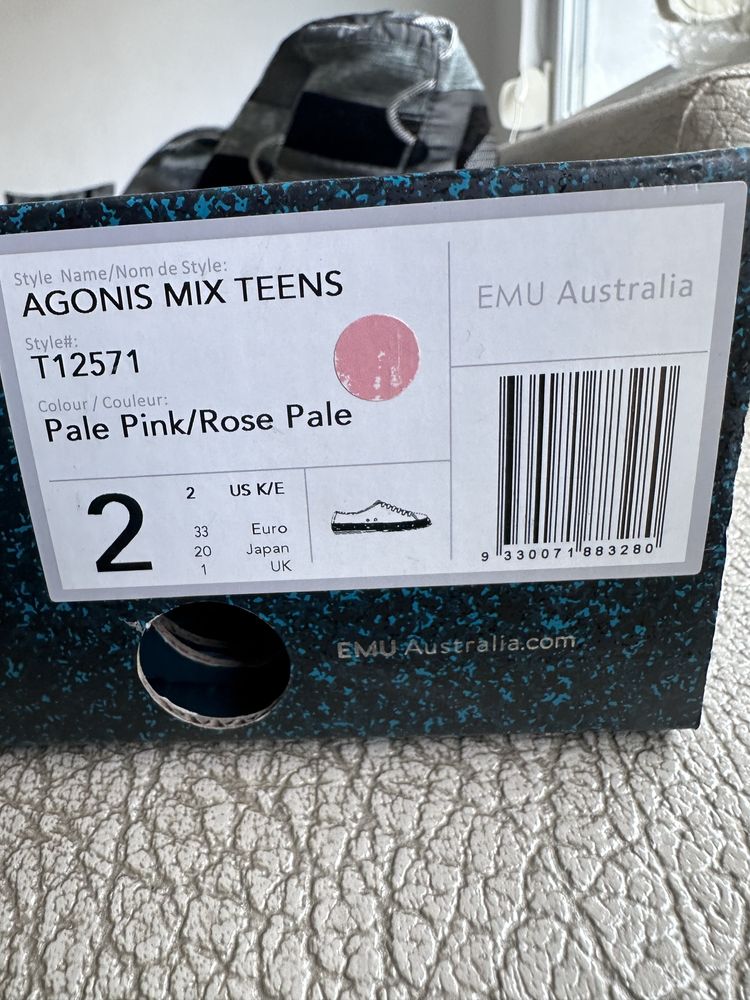 Style Name/Nom de Style:
AGONIS MIX TEENS
Style#:
T12571
Colour / Couleur:
Pale Pink/Rose Pale
2
2 US K/E
33 Euro
20 Japan
1 UK
EMU Australia
9 330071 883280
EMU Australia.com